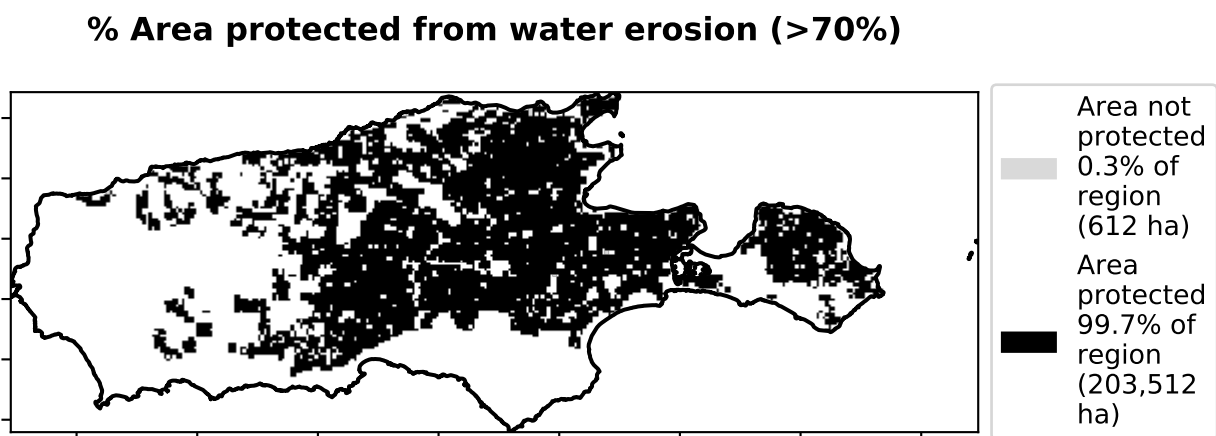 % Area protected from water erosion (>70%)
Area not
protected
0.3% of
region
(612 ha)
Area
protected
99.7% of
region
(203,512
ha)